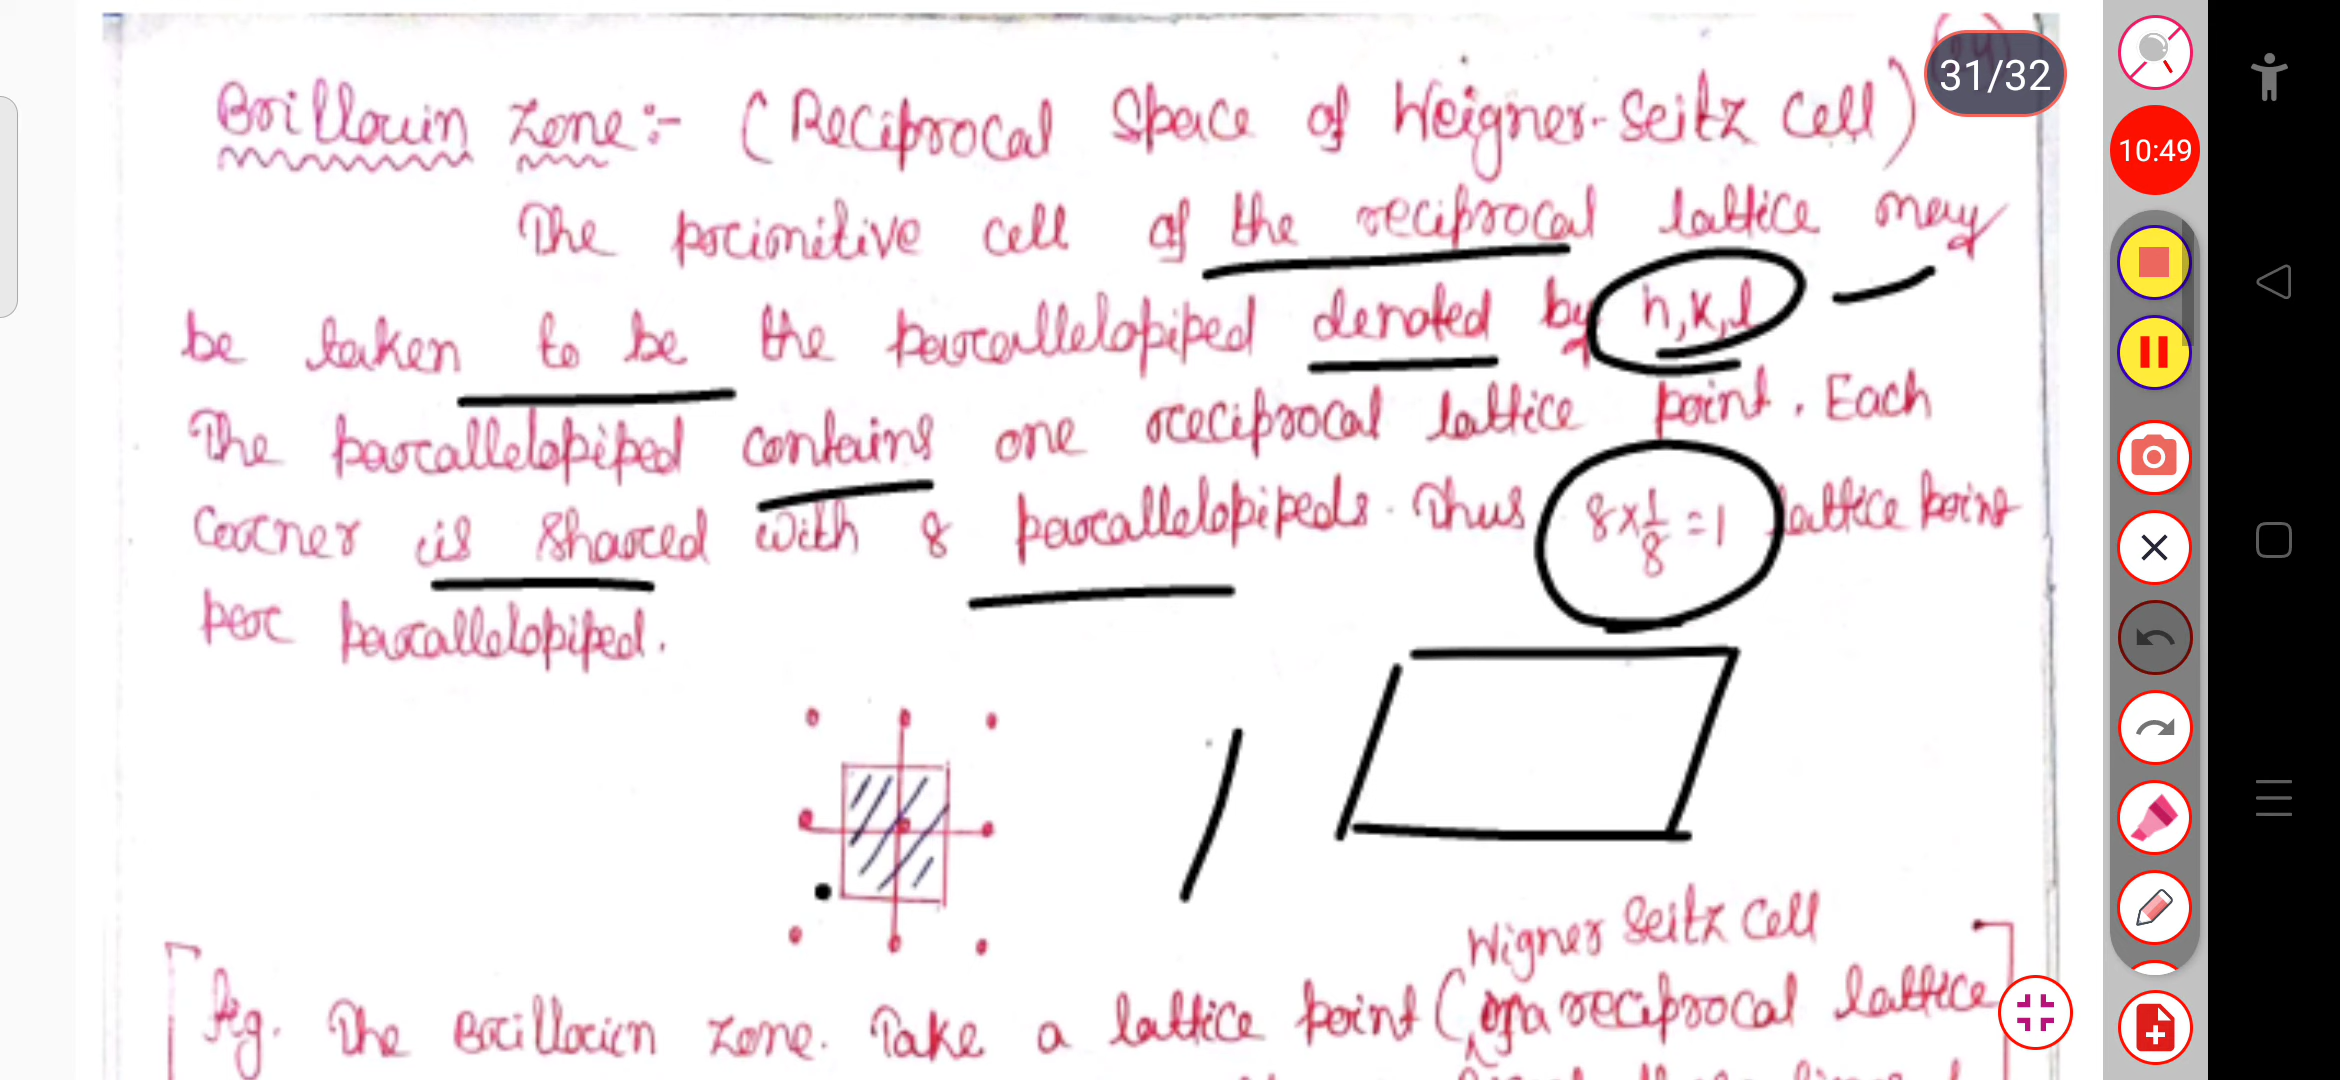 31/32
Brillouin Zone:- (Reciprocal Space of Weigner-Seitz Cell)
10:49
The primitive cell of the reciprocal lattice may
be taken to be the parallelopiped denoted by h,k,l
The parallelopiped contains one reciprocal lattice point. Each
Corner is Shared with 8 parallelopipeds. Thus 8×1/8=1 lattice point
per parallelopiped.
Wigner Seitz Cell
Fig. The Brillouin Zone. Take a lattice point (of a reciprocal lattice